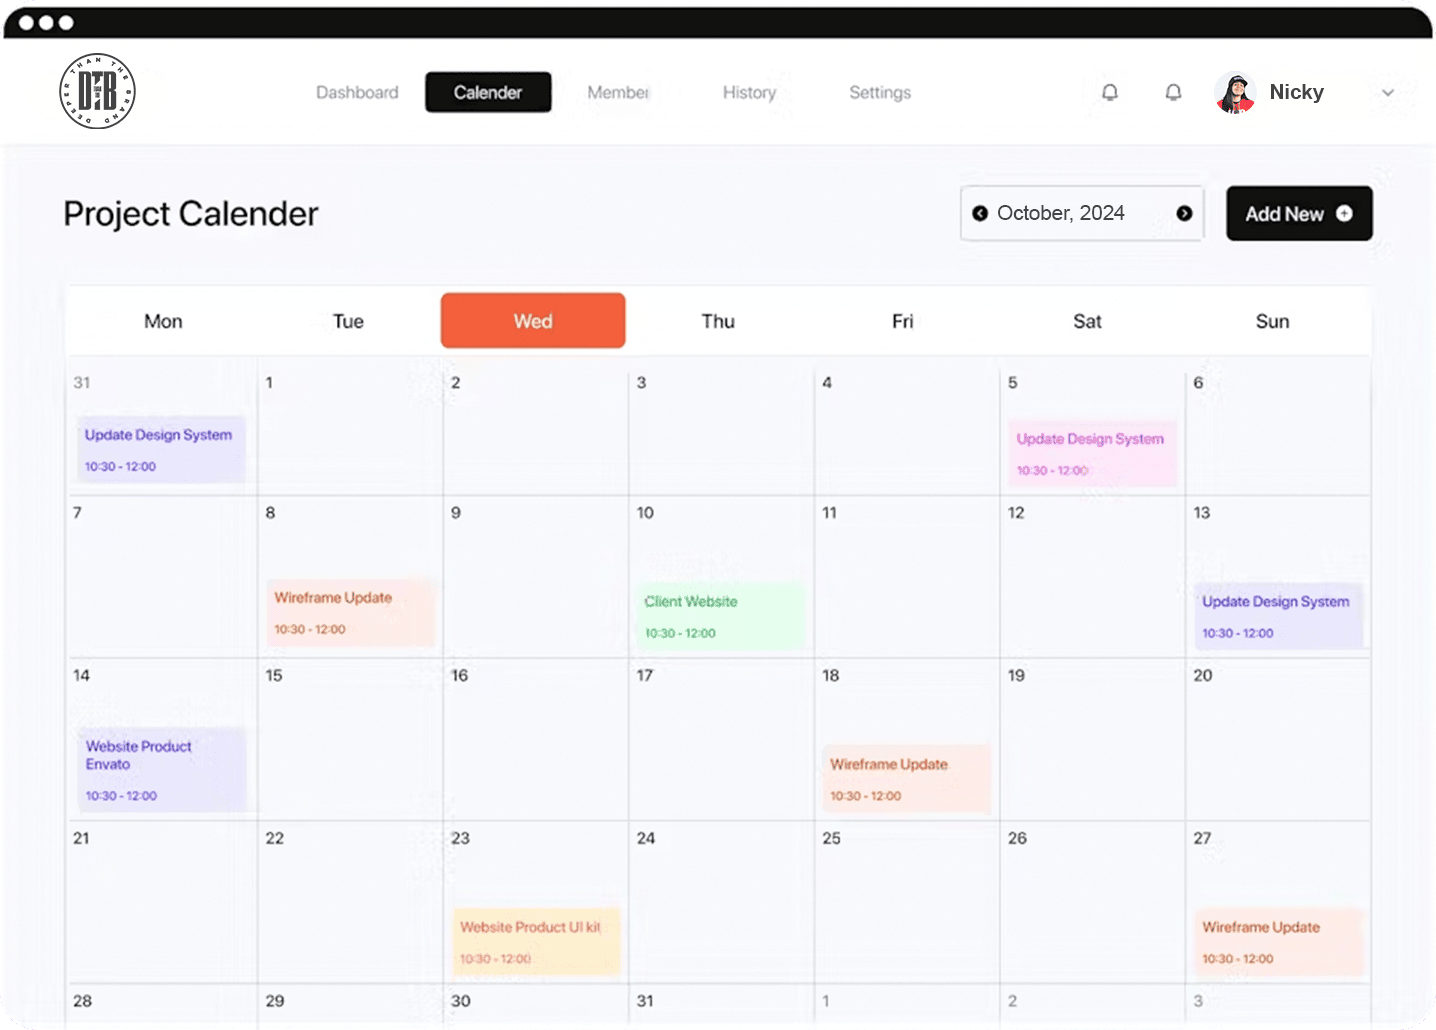 DEEPER THAN THE BRAND
DTB
Dashboard
Calender
Member
History
Settings
Nicky
Project Calender
October, 2024
Add New
Mon Tue Wed Thu Fri Sat Sun
31 1 2 3 4 5 6
Update Design System
10:30 - 12:00
Update Design System
10:30 - 12:00
7 8 9 10 11 12 13
Wireframe Update
10:30 - 12:00
Client Website
10:30 - 12:00
Update Design System
10:30 - 12:00
14 15 16 17 18 19 20
Website Product
Envato
10:30 - 12:00
Wireframe Update
10:30 - 12:00
21 22 23 24 25 26 27
Website Product UI kit
10:30 - 12:00
Wireframe Update
10:30 - 12:00
28 29 30 31 1 2 3